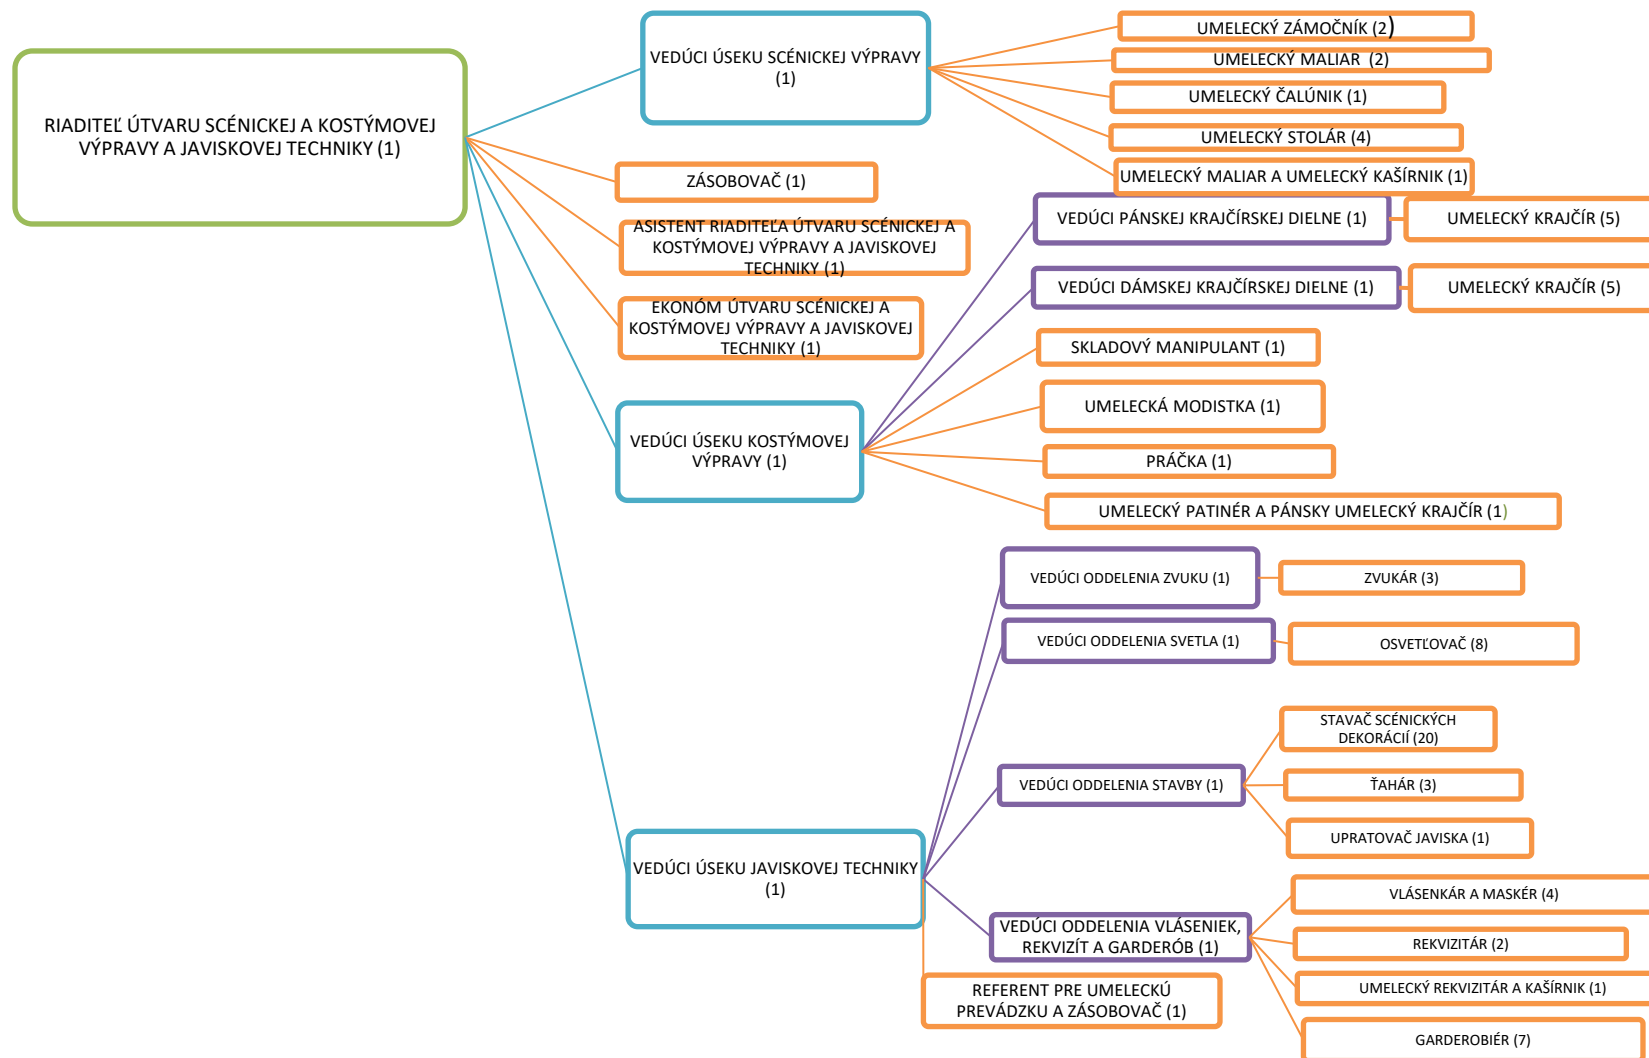 RIADITEĽ ÚTVARU SCÉNICKEJ A KOSTÝMOVEJ
VÝPRAVY A JAVISKOVEJ TECHNIKY (1)
VEDÚCI ÚSEKU SCÉNICKEJ VÝPRAVY
(1)
UMELECKÝ ZÁMOČNÍK (2)
UMELECKÝ MALIAR (2)
UMELECKÝ ČALÚNIK (1)
UMELECKÝ STOLÁR (4)
UMELECKÝ MALIAR A UMELECKÝ KAŠÍRNIK (1)
ZÁSOBOVAČ (1)
ASISTENT RIADITEĽA ÚTVARU SCÉNICKEJ A
KOSTÝMOVEJ VÝPRAVY A JAVISKOVEJ
TECHNIKY (1)
EKONÓM ÚTVARU SCÉNICKEJ A
KOSTÝMOVEJ VÝPRAVY A JAVISKOVEJ
TECHNIKY (1)
VEDÚCI ÚSEKU KOSTÝMOVEJ
VÝPRAVY (1)
VEDÚCI PÁNSKEJ KRAJČÍRSKEJ DIELNE (1)
UMELECKÝ KRAJČÍR (5)
VEDÚCI DÁMSKEJ KRAJČÍRSKEJ DIELNE (1)
UMELECKÝ KRAJČÍR (5)
SKLADOVÝ MANIPULANT (1)
UMELECKÁ MODISTKA (1)
PRÁČKA (1)
UMELECKÝ PATINÉR A PÁNSKY UMELECKÝ KRAJČÍR (1)
VEDÚCI ÚSEKU JAVISKOVEJ TECHNIKY
(1)
VEDÚCI ODDELENIA ZVUKU (1)
ZVUKÁR (3)
VEDÚCI ODDELENIA SVETLA (1)
OSVETĽOVAČ (8)
VEDÚCI ODDELENIA STAVBY (1)
STAVAČ SCÉNICKÝCH
DEKORÁCIÍ (20)
ŤAHÁR (3)
UPRATOVAČ JAVISKA (1)
VEDÚCI ODDELENIA VLÁSENIEK,
REKVIZÍT A GARDERÓB (1)
VLÁSENKÁR A MASKÉR (4)
REKVIZITÁR (2)
UMELECKÝ REKVIZITÁR A KAŠÍRNIK (1)
GARDEROBIÉR (7)
REFERENT PRE UMELECKÚ
PREVÁDZKU A ZÁSOBOVAČ (1)